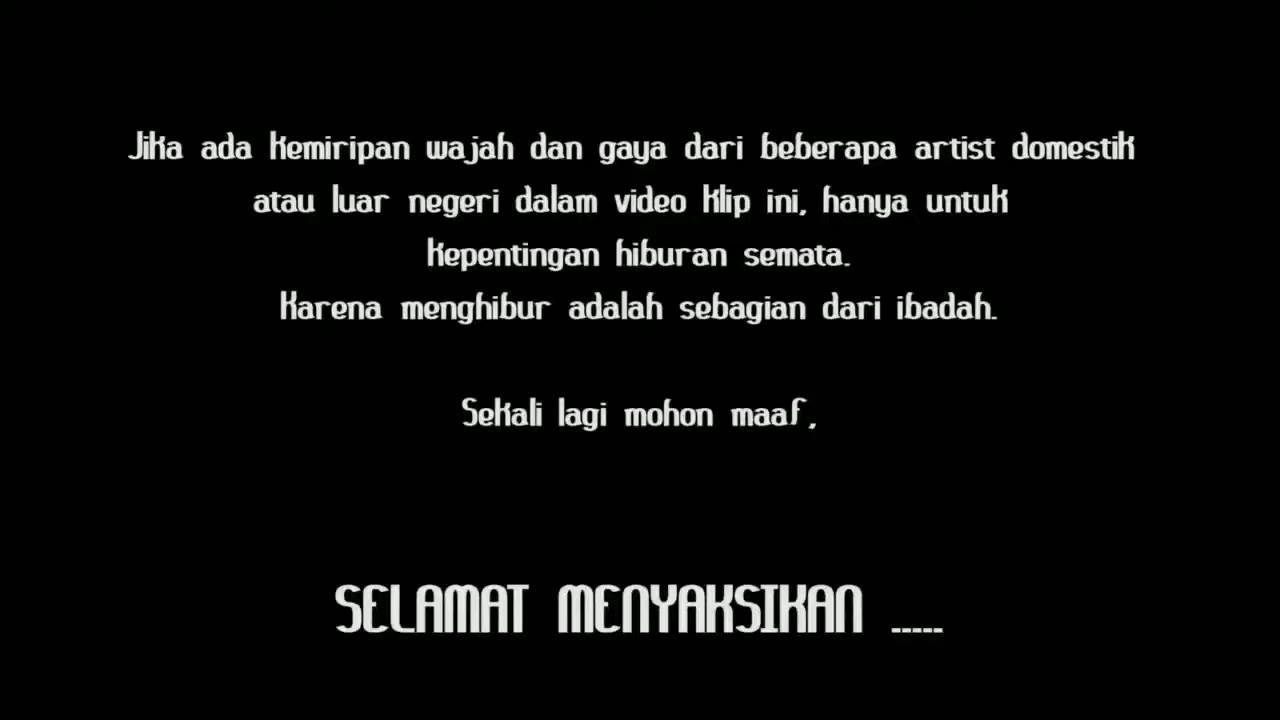 Jika ada kemiripan wajah dan gaya dari beberapa artist domestik
atau luar negeri dalam video klip ini, hanya untuk
kepentingan hiburan semata.
Karena menghibur adalah sebagian dari ibadah.
Sekali lagi mohon maaf,
SELAMAT MENYAKSIKAN .....